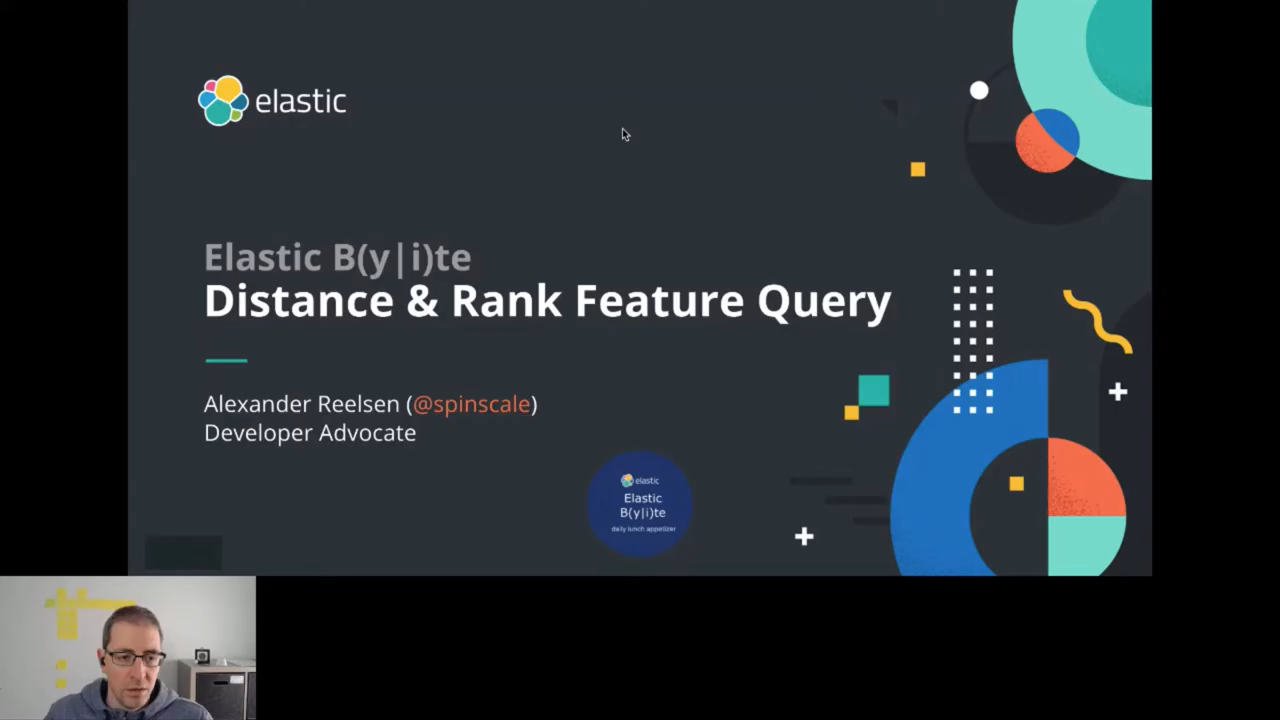 elastic
Elastic B(y|i)te
Distance & Rank Feature Query
Alexander Reelsen (@spinscale)
Developer Advocate
elastic
Elastic
B(y|i)te
daily lunch appetizer